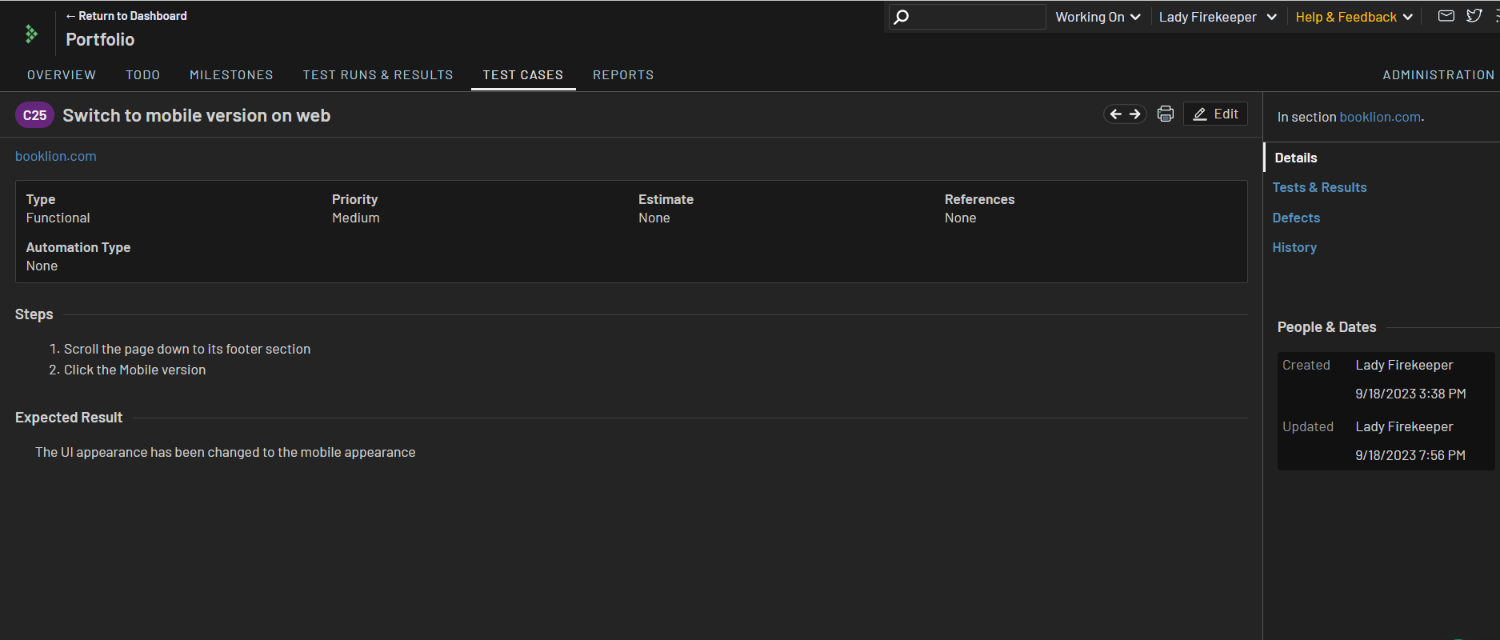 ← Return to Dashboard
Portfolio
Working On
Lady Firekeeper
Help & Feedback
OVERVIEW TODO MILESTONES TEST RUNS & RESULTS TEST CASES REPORTS ADMINISTRATION
C25 Switch to mobile version on web
Edit
In section booklion.com.
booklion.com
Type Priority Estimate References
Functional Medium None None
Automation Type
None
Steps
1. Scroll the page down to its footer section
2. Click the Mobile version
Expected Result
The UI appearance has been changed to the mobile appearance
Details
Tests & Results
Defects
History
People & Dates
Created Lady Firekeeper
9/18/2023 3:38 PM
Updated Lady Firekeeper
9/18/2023 7:56 PM